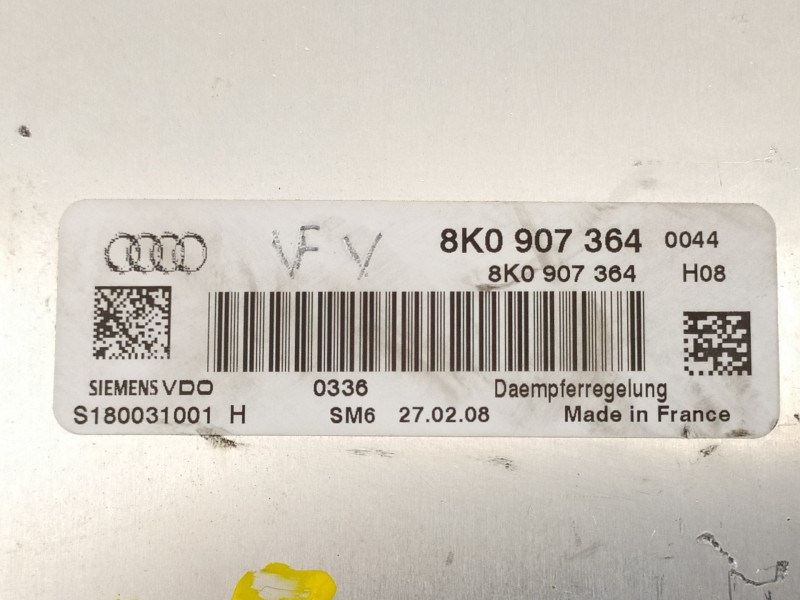 VF V 8K0 907 364 0044
8K0 907 364 H08
SIEMENS VDO 0336 Daempferregelung
S180031001 H SM6 27.02.08 Made in France